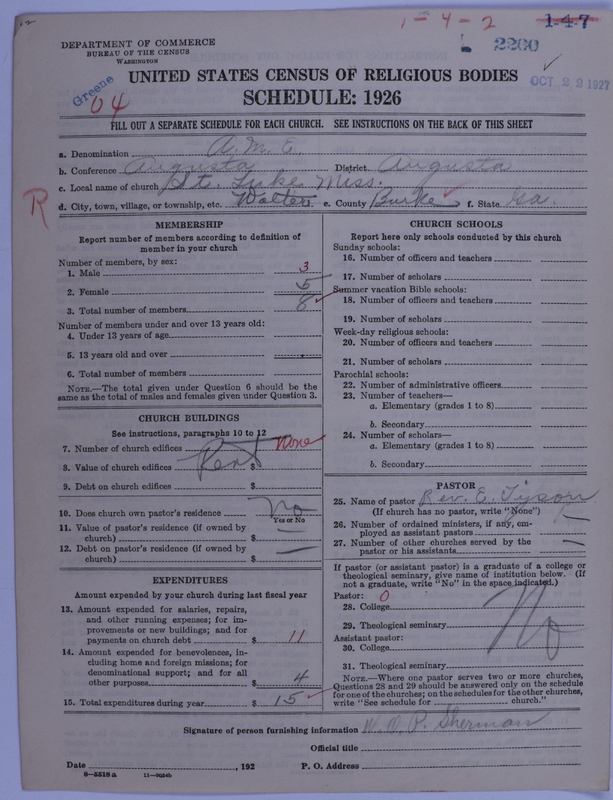 1-4-2 147
2200
DEPARTMENT OF COMMERCE
BUREAU OF THE CENSUS
WASHINGTON
UNITED STATES CENSUS OF RELIGIOUS BODIES
OCT 22 1927
Greene
04
SCHEDULE: 1926
FILL OUT A SEPARATE SCHEDULE FOR EACH CHURCH. SEE INSTRUCTIONS ON THE BACK OF THIS SHEET
a. Denomination A.M.E.
b. Conference Augusta District Augusta
c. Local name of church St. Luke Miss.
R
d. City, town, village, or township, etc. Watters e. County Burke f. State Ga.
MEMBERSHIP
Report number of members according to definition of
member in your church
Number of members, by sex:
1. Male 3
2. Female 5
3. Total number of members 8
Number of members under and over 13 years old:
4. Under 13 years of age
5. 13 years old and over
6. Total number of members
NOTE.—The total given under Question 6 should be the
same as the total of males and females given under Question 3.
CHURCH BUILDINGS
See instructions, paragraphs 10 to 12
7. Number of church edifices None
Rent
8. Value of church edifices $
9. Debt on church edifices $
10. Does church own pastor's residence No
Yes or No
11. Value of pastor's residence (if owned by
church) $
12. Debt on pastor's residence (if owned by
church) $
EXPENDITURES
Amount expended by your church during last fiscal year
13. Amount expended for salaries, repairs,
and other running expenses; for im-
provements or new buildings; and for
payments on church debt $ 11
14. Amount expended for benevolences, in-
cluding home and foreign missions; for
denominational support; and for all
other purposes $ 4
15. Total expenditures during year $ 15
CHURCH SCHOOLS
Report here only schools conducted by this church
Sunday schools:
16. Number of officers and teachers
17. Number of scholars
Summer vacation Bible schools:
18. Number of officers and teachers
19. Number of scholars
Week-day religious schools:
20. Number of officers and teachers
21. Number of scholars
Parochial schools:
22. Number of administrative officers
23. Number of teachers—
a. Elementary (grades 1 to 8)
b. Secondary
24. Number of scholars—
a. Elementary (grades 1 to 8)
b. Secondary
PASTOR
25. Name of pastor Rev. E. Tyson
(If church has no pastor, write "None")
26. Number of ordained ministers, if any, em-
ployed as assistant pastors
27. Number of other churches served by the
pastor or his assistants
If pastor (or assistant pastor) is a graduate of a college or
theological seminary, give name of institution below. (If
not a graduate, write "No" in the space indicated.)
Pastor: 0
28. College
No
29. Theological seminary
Assistant pastor:
30. College
31. Theological seminary
NOTE.—Where one pastor serves two or more churches,
Questions 28 and 29 should be answered only on the schedule
for one of the churches; on the schedules for the other churches,
write "See schedule for church."
Signature of person furnishing information W. O. P. Sherman
Official title
Date , 192 P. O. Address
8—5518a 11—9024b